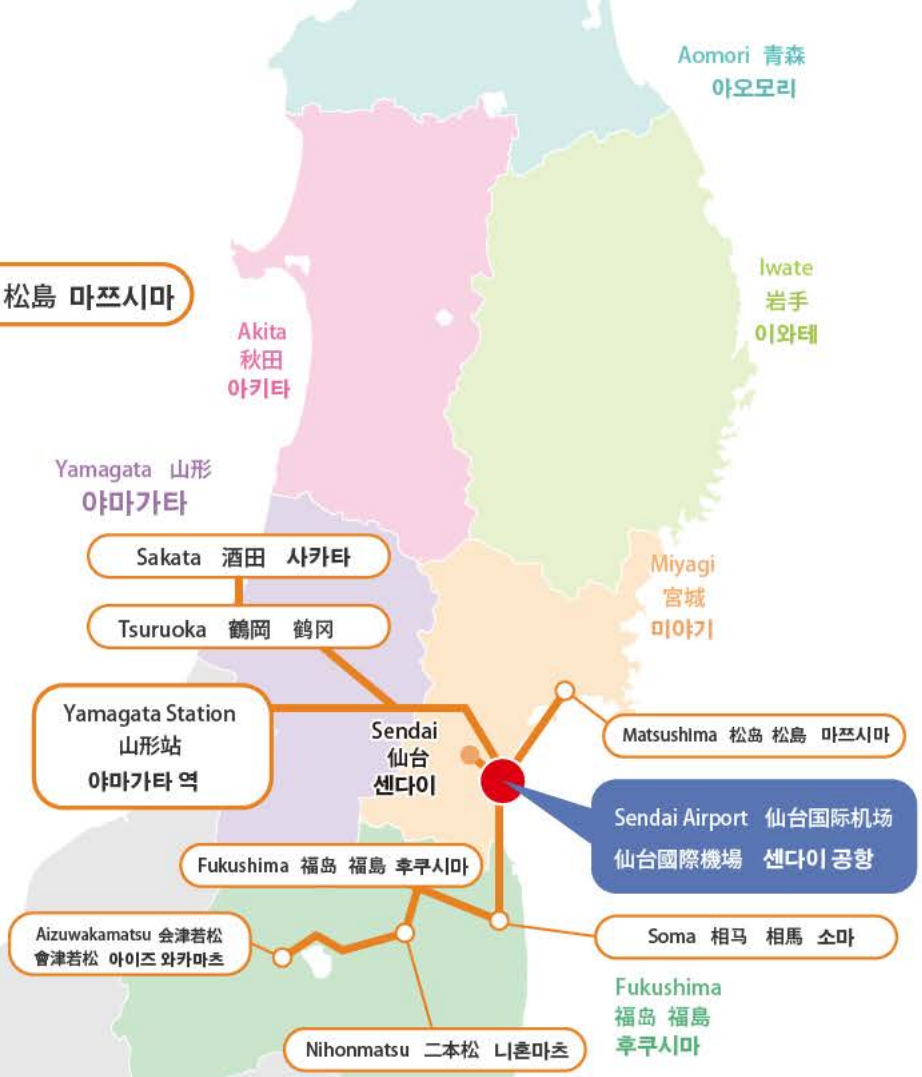 Aomori 青森
아오모리
Iwate
岩手
이와테
松島 마쯔시마
Akita
秋田
아키타
Yamagata 山形
야마가타
Sakata 酒田 사카타
Miyagi
宮城
미야기
Tsuruoka 鶴岡 鹤冈
Yamagata Station
山形站
야마가타 역
Sendai
仙台
센다이
Matsushima 松岛 松島 마쯔시마
Sendai Airport 仙台国际机场
仙台國際機場 센다이 공항
Fukushima 福岛 福島 후쿠시마
Aizuwakamatsu 会津若松
會津若松 아이즈 와카마츠
Soma 相马 相馬 소마
Fukushima
福岛 福島
후쿠시마
Nihonmatsu 二本松 니혼마츠